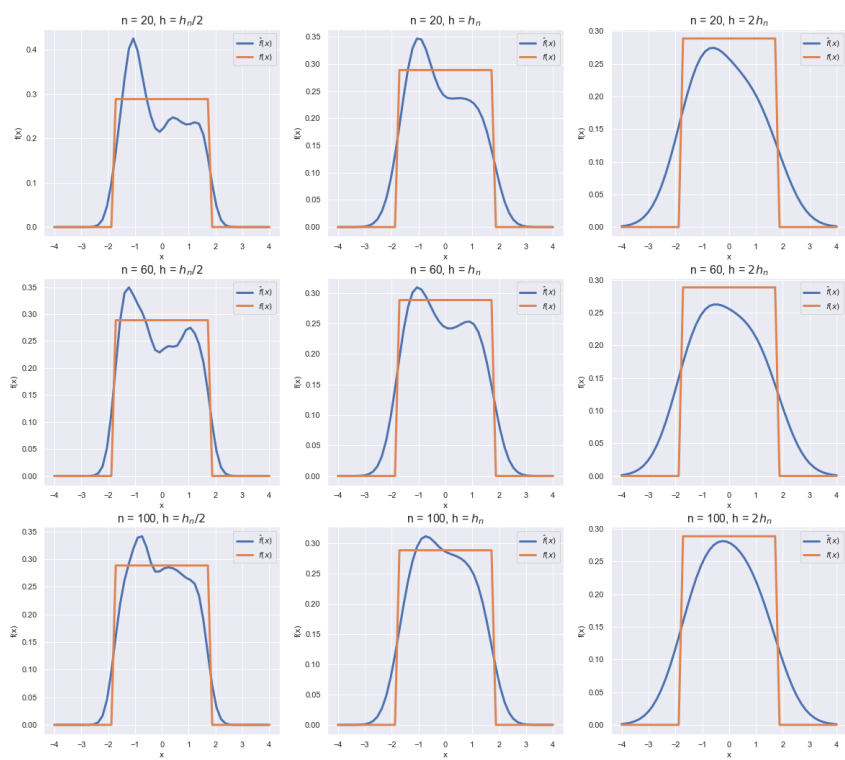 n = 20, h = hₙ/2
0.4
0.3
0.2
0.1
0.0
f(x)
−4 −3 −2 −1 0 1 2 3 4
x
f̂(x)
f(x)
n = 20, h = hₙ
0.35
0.30
0.25
0.20
0.15
0.10
0.05
0.00
f(x)
−4 −3 −2 −1 0 1 2 3 4
x
f̂(x)
f(x)
n = 20, h = 2hₙ
0.30
0.25
0.20
0.15
0.10
0.05
0.00
f(x)
−4 −3 −2 −1 0 1 2 3 4
x
f̂(x)
f(x)
n = 60, h = hₙ/2
0.35
0.30
0.25
0.20
0.15
0.10
0.05
0.00
f(x)
−4 −3 −2 −1 0 1 2 3 4
x
f̂(x)
f(x)
n = 60, h = hₙ
0.30
0.25
0.20
0.15
0.10
0.05
0.00
f(x)
−4 −3 −2 −1 0 1 2 3 4
x
f̂(x)
f(x)
n = 60, h = 2hₙ
0.30
0.25
0.20
0.15
0.10
0.05
0.00
f(x)
−4 −3 −2 −1 0 1 2 3 4
x
f̂(x)
f(x)
n = 100, h = hₙ/2
0.35
0.30
0.25
0.20
0.15
0.10
0.05
0.00
f(x)
−4 −3 −2 −1 0 1 2 3 4
x
f̂(x)
f(x)
n = 100, h = hₙ
0.30
0.25
0.20
0.15
0.10
0.05
0.00
f(x)
−4 −3 −2 −1 0 1 2 3 4
x
f̂(x)
f(x)
n = 100, h = 2hₙ
0.30
0.25
0.20
0.15
0.10
0.05
0.00
f(x)
−4 −3 −2 −1 0 1 2 3 4
x
f̂(x)
f(x)